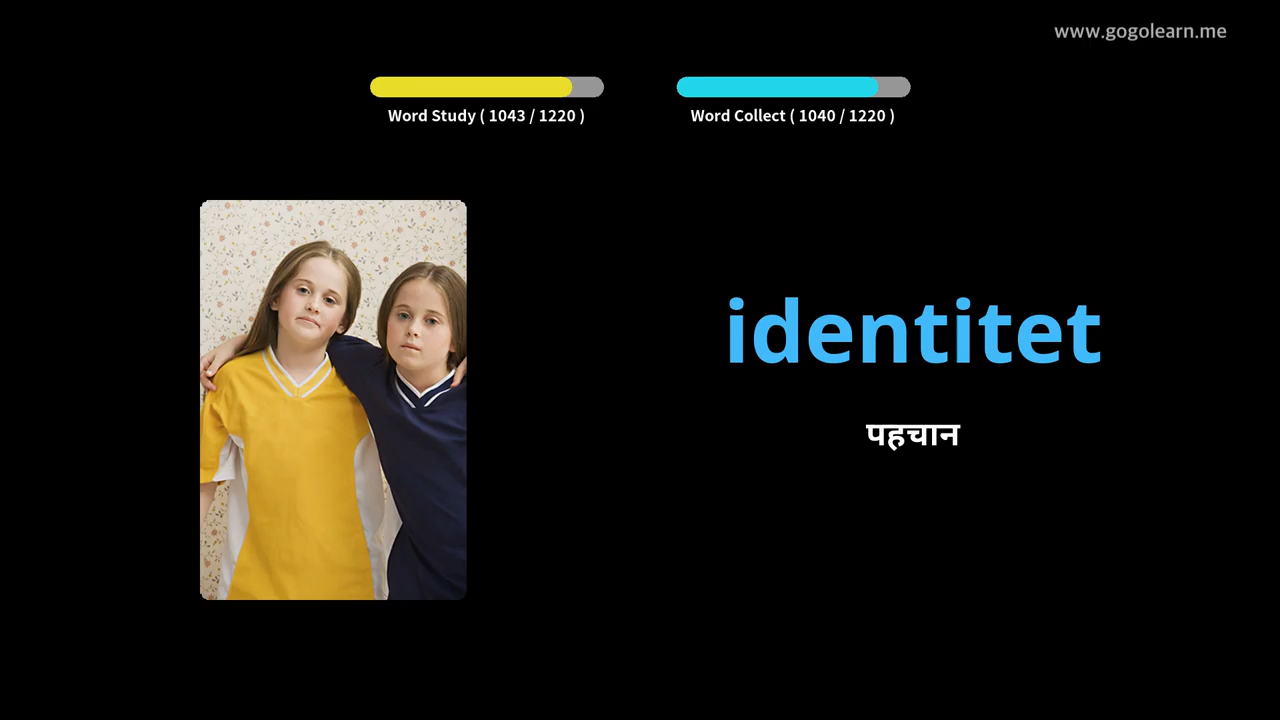 www.gogolearn.me
Word Study ( 1043 / 1220 )
Word Collect ( 1040 / 1220 )
identitet
पहचान